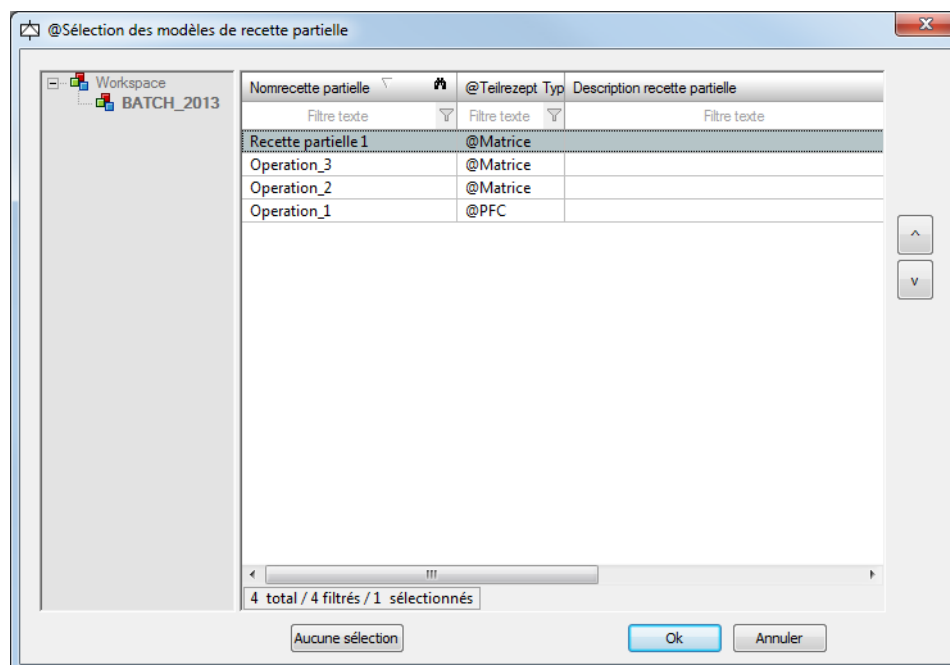 @Sélection des modèles de recette partielle
Workspace
BATCH_2013
Nomrecette partielle @Teilrezept Typ Description recette partielle
Filtre texte Filtre texte Filtre texte
Recette partielle 1 @Matrice
Operation_3 @Matrice
Operation_2 @Matrice
Operation_1 @PFC
^
v
4 total / 4 filtrés / 1 sélectionnés
Aucune sélection Ok Annuler